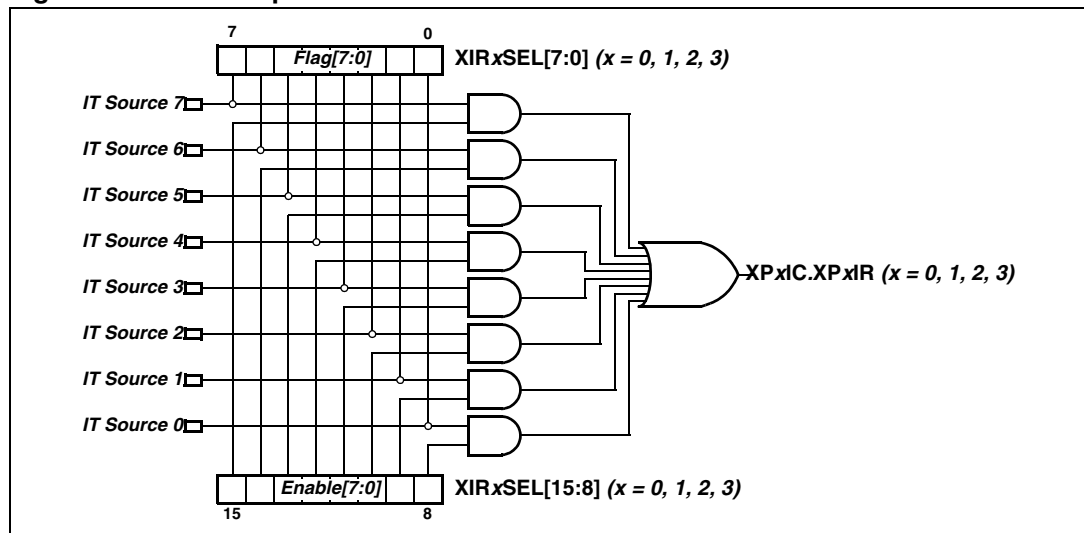 7 0
Flag[7:0] XIRxSEL[7:0] (x = 0, 1, 2, 3)
IT Source 7
IT Source 6
IT Source 5
IT Source 4
IT Source 3
IT Source 2
IT Source 1
IT Source 0
XPxIC.XPxIR (x = 0, 1, 2, 3)
Enable[7:0] XIRxSEL[15:8] (x = 0, 1, 2, 3)
15 8